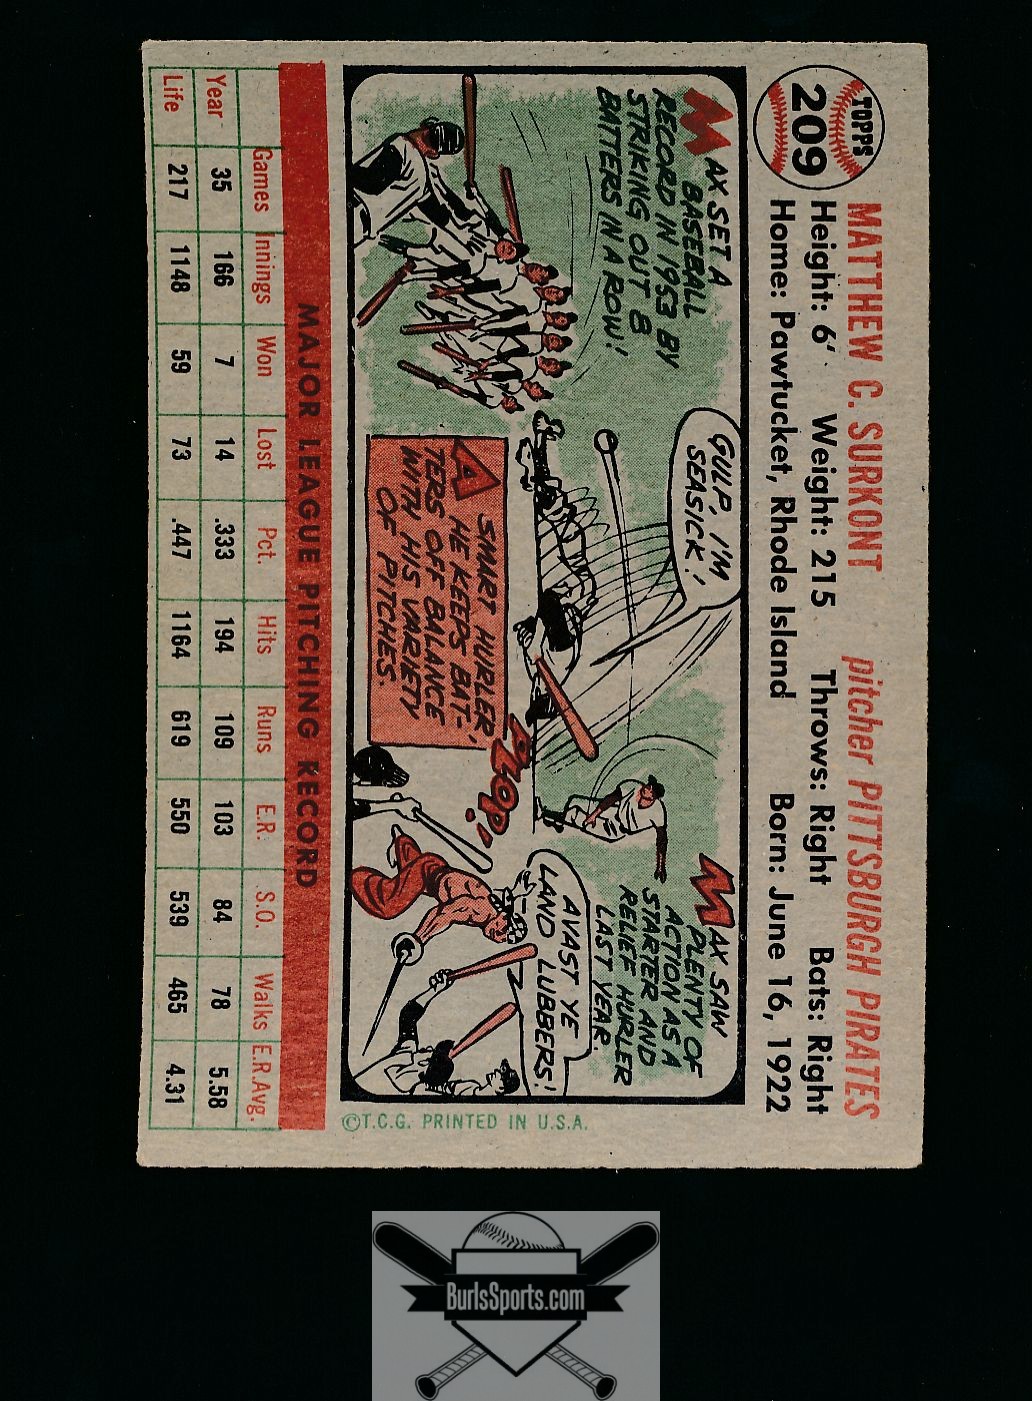 TOPPS
209
MATTHEW C. SURKONT pitcher PITTSBURGH PIRATES
Height: 6' Weight: 215 Throws: Right Bats: Right
Home: Pawtucket, Rhode Island Born: June 16, 1922
MAX SET A
BASEBALL
RECORD IN 1953 BY
STRIKING OUT 8
BATTERS IN A ROW!
GULP, I'M
SEASICK!
A SMART HURLER,
HE KEEPS BAT-
TERS OFF BALANCE
WITH HIS VARIETY
OF PITCHES.
PLOP!
MAX SAW
PLENTY OF
ACTION AS A
STARTER AND
RELIEF HURLER
LAST YEAR.
AVAST YE
LAND LUBBERS!
©T.C.G. PRINTED IN U.S.A.
MAJOR LEAGUE PITCHING RECORD
Games Innings Won Lost Pct. Hits Runs E.R. S.O. Walks E.R.Avg.
Year 35 166 7 14 .333 194 109 103 84 78 5.58
Life 217 1148 59 73 .447 1164 619 550 539 465 4.31
BurlsSports.com